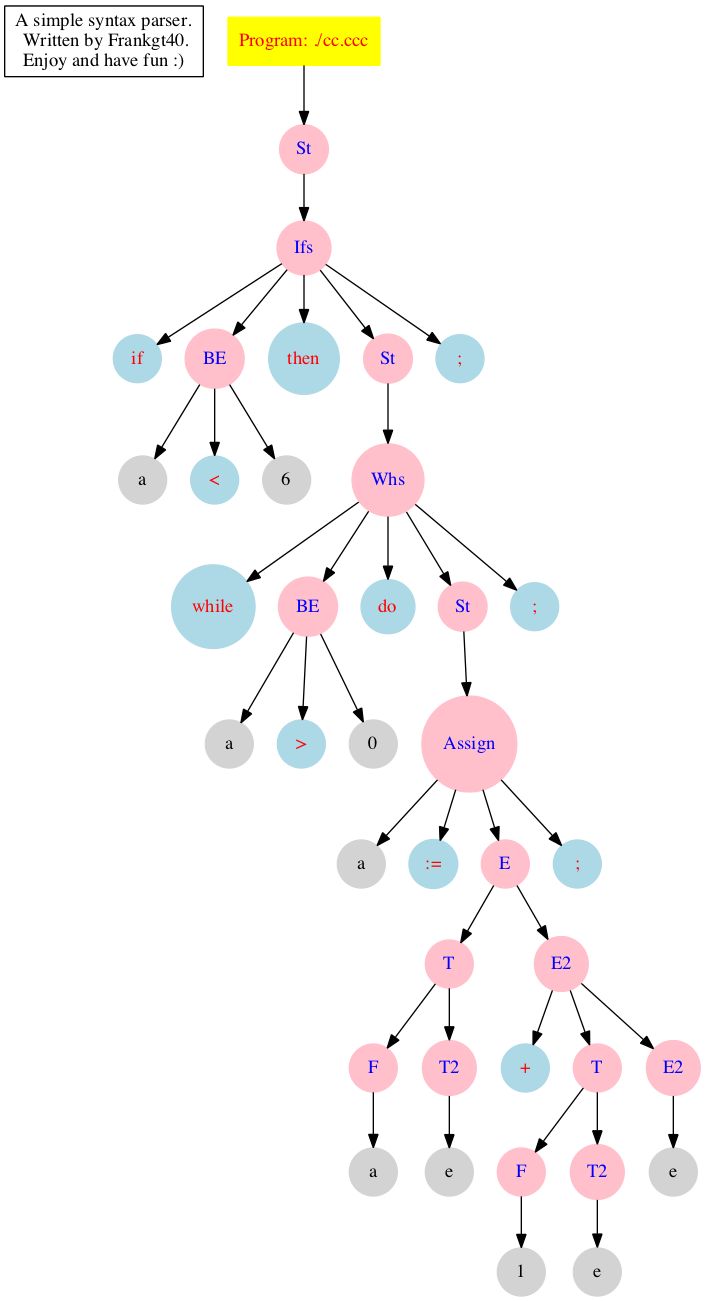 A simple syntax parser.
Written by Frankgt40.
Enjoy and have fun :)
Program: ./cc.ccc
St
Ifs
if
BE
then
St
;
a
<
6
Whs
while
BE
do
St
;
a
>
0
Assign
a
:=
E
;
T
E2
F
T2
+
T
E2
a
e
F
T2
e
1
e